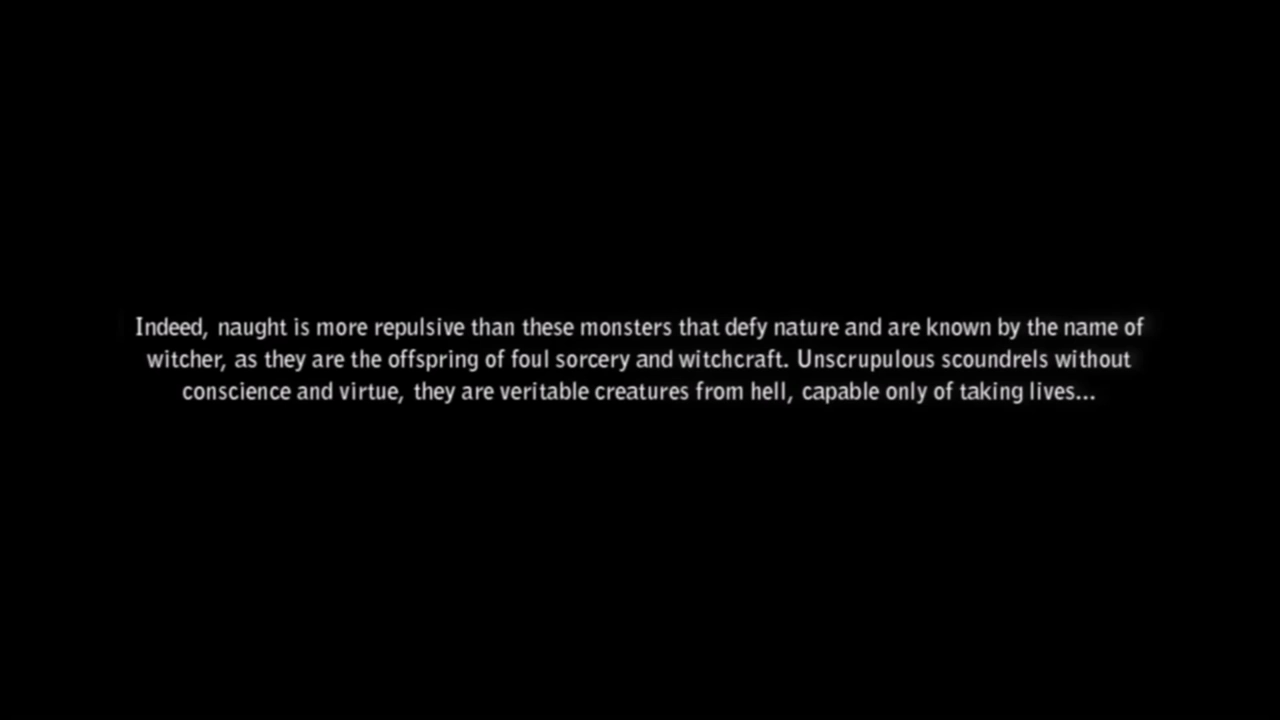 Indeed, naught is more repulsive than these monsters that defy nature and are known by the name of
witcher, as they are the offspring of foul sorcery and witchcraft. Unscrupulous scoundrels without
conscience and virtue, they are veritable creatures from hell, capable only of taking lives...